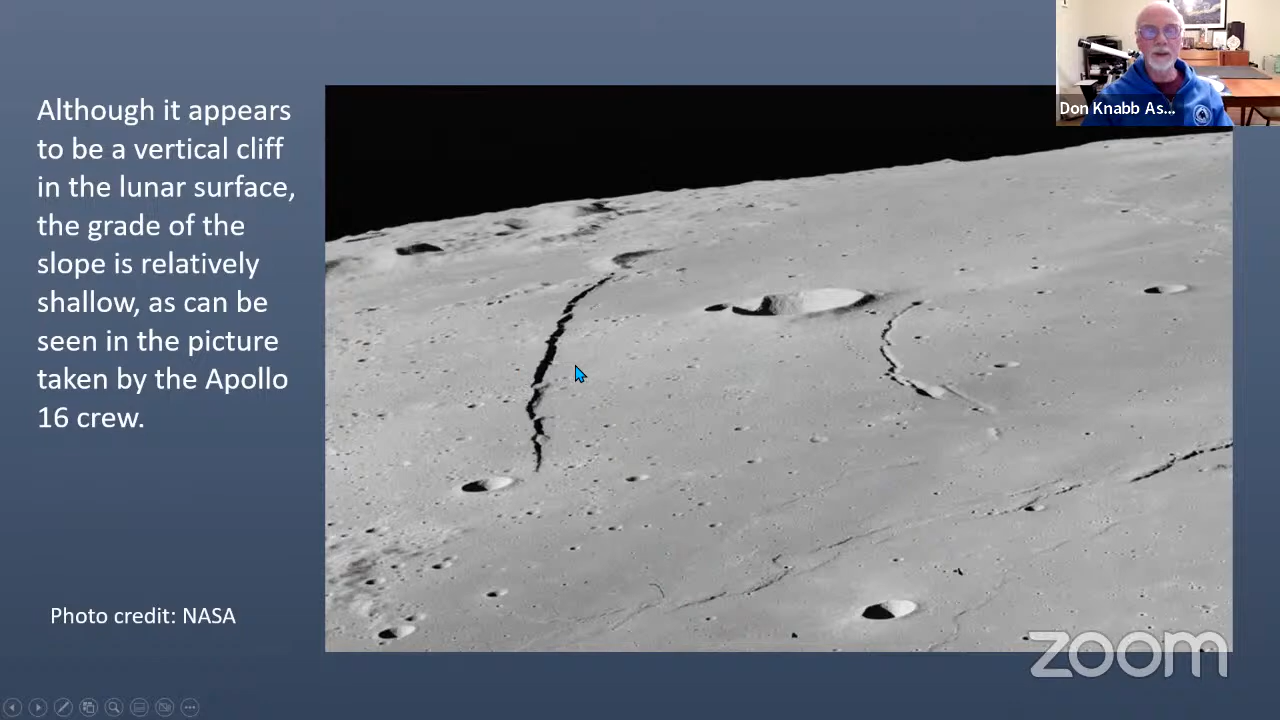 Although it appears
to be a vertical cliff
in the lunar surface,
the grade of the
slope is relatively
shallow, as can be
seen in the picture
taken by the Apollo
16 crew.
Photo credit: NASA
Don Knabb As...
zoom